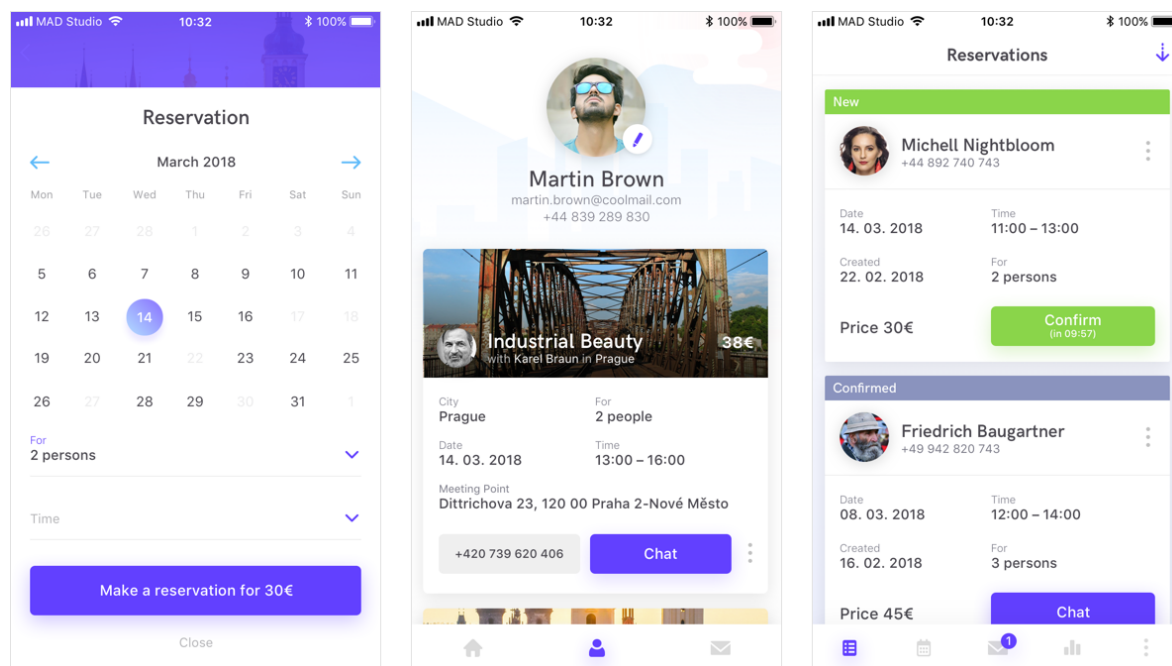 MAD Studio 10:32 100%
Reservation
March 2018
Mon Tue Wed Thu Fri Sat Sun
26 27 28 1 2 3 4
5 6 7 8 9 10 11
12 13 14 15 16 17 18
19 20 21 22 23 24 25
26 27 28 29 30 31 1
For
2 persons
Time
Make a reservation for 30€
Close
MAD Studio 10:32 100%
Martin Brown
martin.brown@coolmail.com
+44 839 289 830
Industrial Beauty 38€
with Karel Braun in Prague
City For
Prague 2 people
Date Time
14. 03. 2018 13:00 – 16:00
Meeting Point
Dittrichova 23, 120 00 Praha 2-Nové Město
+420 739 620 406 Chat
MAD Studio 10:32 100%
Reservations
New
Michell Nightbloom
+44 892 740 743
Date Time
14. 03. 2018 11:00 – 13:00
Created For
22. 02. 2018 2 persons
Price 30€ Confirm
(in 09:57)
Confirmed
Friedrich Baugartner
+49 942 820 743
Date Time
08. 03. 2018 12:00 – 14:00
Created For
16. 02. 2018 3 persons
Price 45€ Chat
1